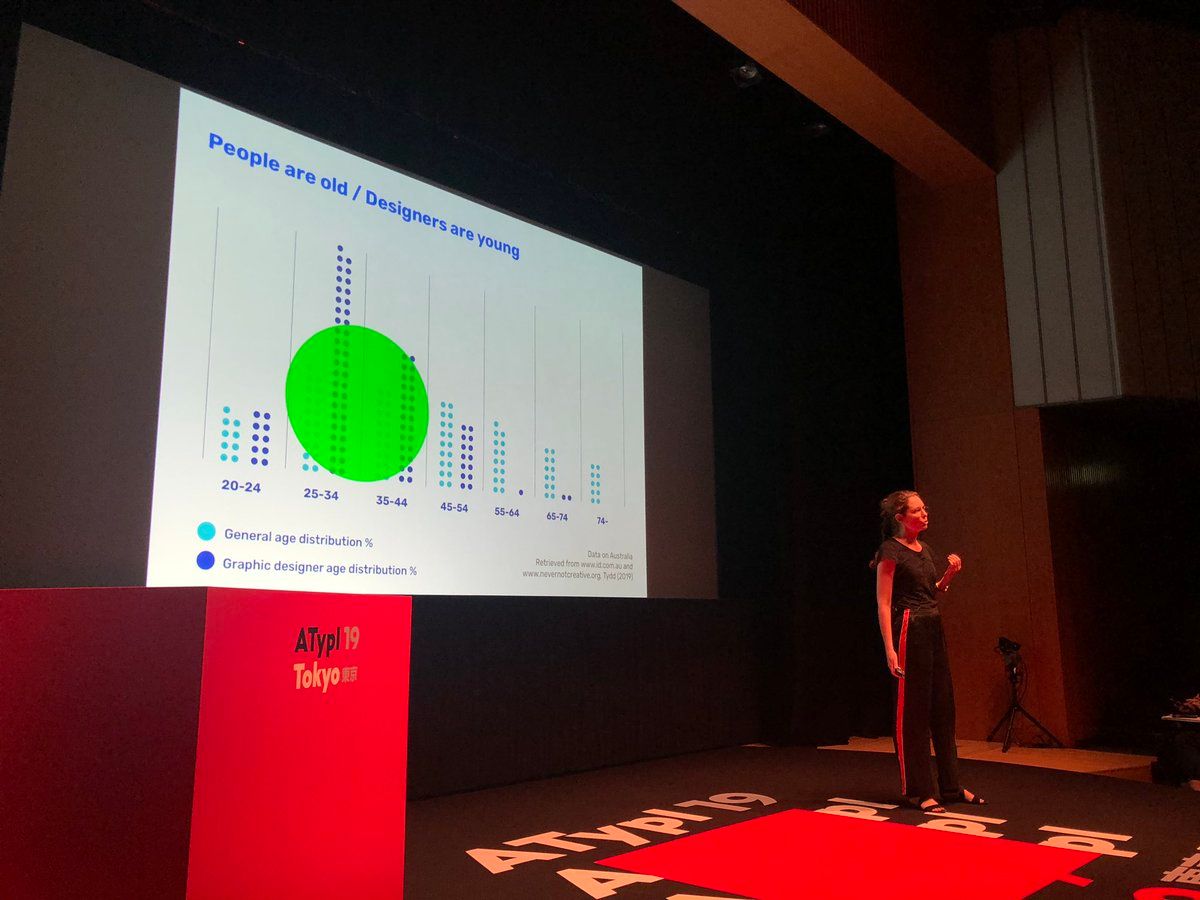 People are old / Designers are young
20-24
25-34
35-44
45-54
55-64
65-74
74-
General age distribution %
Graphic designer age distribution %
Data on Australia
Retrieved from www.id.com.au and
www.nevernotcreative.org, Tydd (2019)
ATypI 19
Tokyo 東京
ATypI 19